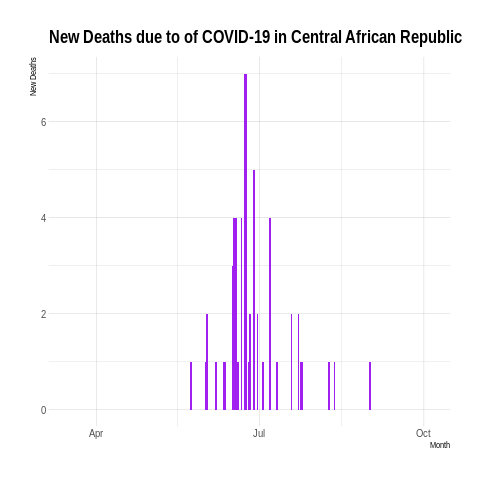 New Deaths due to of COVID-19 in Central African Republic
New Deaths
6
4
2
0
Apr
Jul
Oct
Month